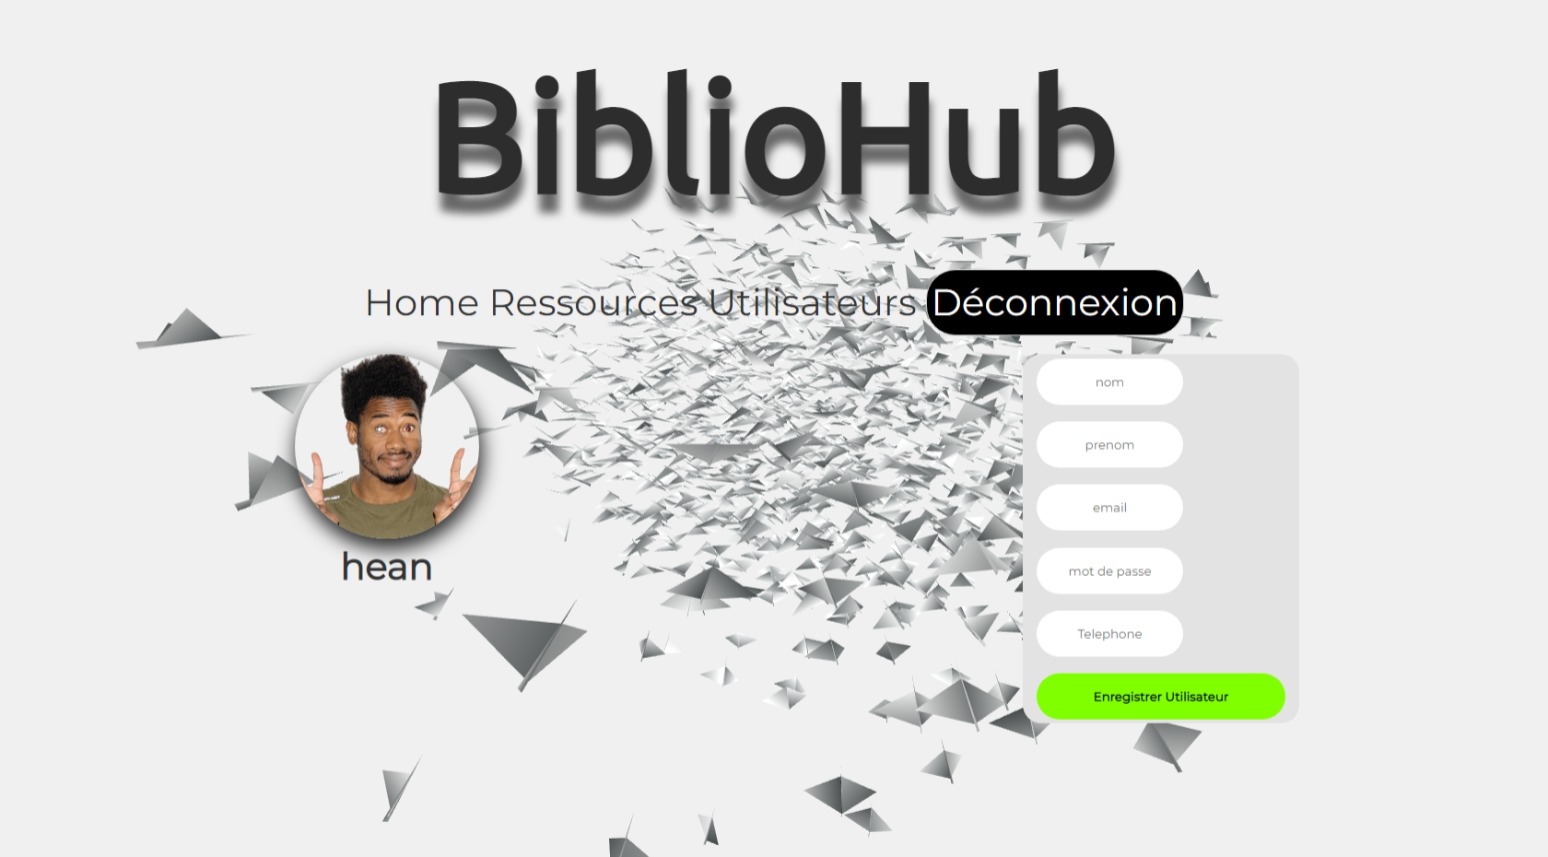 BiblioHub
Home Ressources Utilisateurs Déconnexion
hean
nom
prenom
email
mot de passe
Telephone
Enregistrer Utilisateur